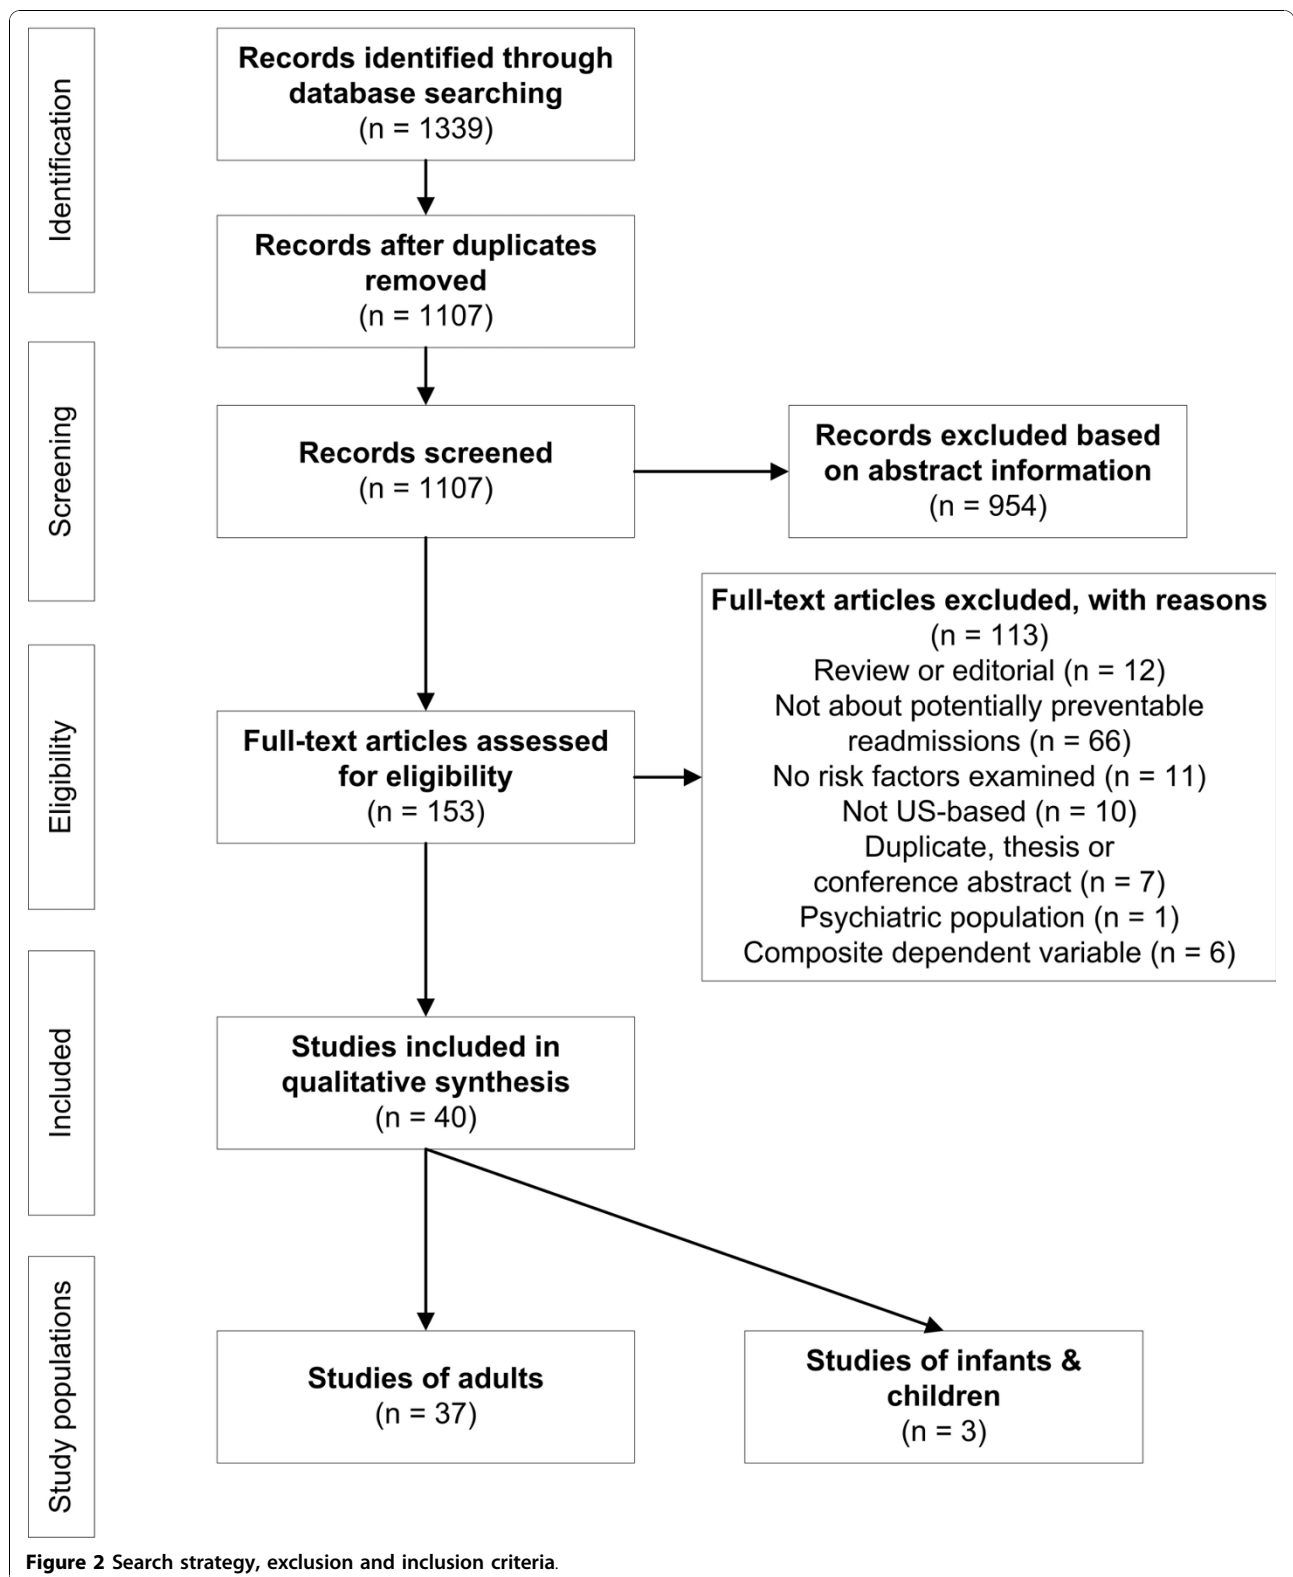 Identification
Records identified through
database searching
(n = 1339)
Records after duplicates
removed
(n = 1107)
Screening
Records screened
(n = 1107)
Records excluded based
on abstract information
(n = 954)
Eligibility
Full-text articles assessed
for eligibility
(n = 153)
Full-text articles excluded, with reasons
(n = 113)
Review or editorial (n = 12)
Not about potentially preventable
readmissions (n = 66)
No risk factors examined (n = 11)
Not US-based (n = 10)
Duplicate, thesis or
conference abstract (n = 7)
Psychiatric population (n = 1)
Composite dependent variable (n = 6)
Included
Studies included in
qualitative synthesis
(n = 40)
Study populations
Studies of adults
(n = 37)
Studies of infants &
children
(n = 3)
Figure 2 Search strategy, exclusion and inclusion criteria.